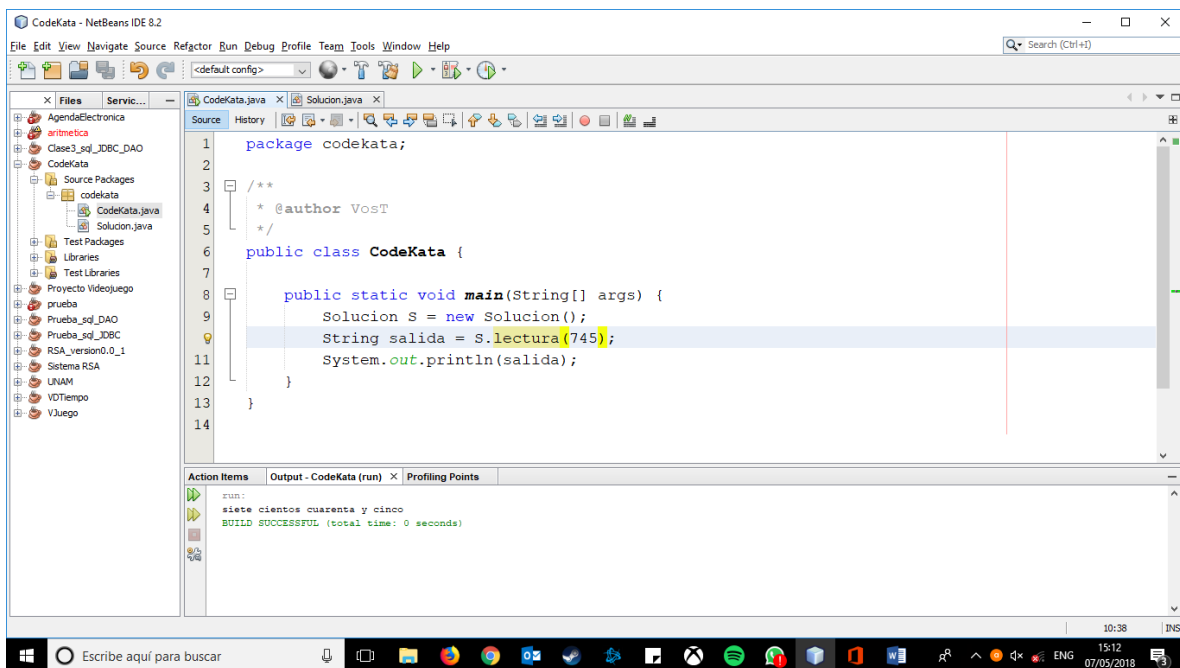 CodeKata - NetBeans IDE 8.2
File Edit View Navigate Source Refactor Run Debug Profile Team Tools Window Help
Search (Ctrl+I)
<default config>
Files Servic...
CodeKata.java Solucion.java
AgendaElectronica
aritmetica
Clase3_sql_JDBC_DAO
CodeKata
Source Packages
codekata
CodeKata.java
Solucion.java
Test Packages
Libraries
Test Libraries
Proyecto Videojuego
prueba
Prueba_sql_DAO
Prueba_sql_JDBC
RSA_version0.0_1
Sistema RSA
UNAM
VDTiempo
VJuego
Source History
1 package codekata;
2
3 /**
4 * @author VosT
5 */
6 public class CodeKata {
7
8 public static void main(String[] args) {
9 Solucion S = new Solucion();
String salida = S.lectura(745);
11 System.out.println(salida);
12 }
13 }
14
Action Items Output - CodeKata (run) Profiling Points
run:
siete cientos cuarenta y cinco
BUILD SUCCESSFUL (total time: 0 seconds)
10:38 INS
Escribe aquí para buscar
ENG
15:12
07/05/2018